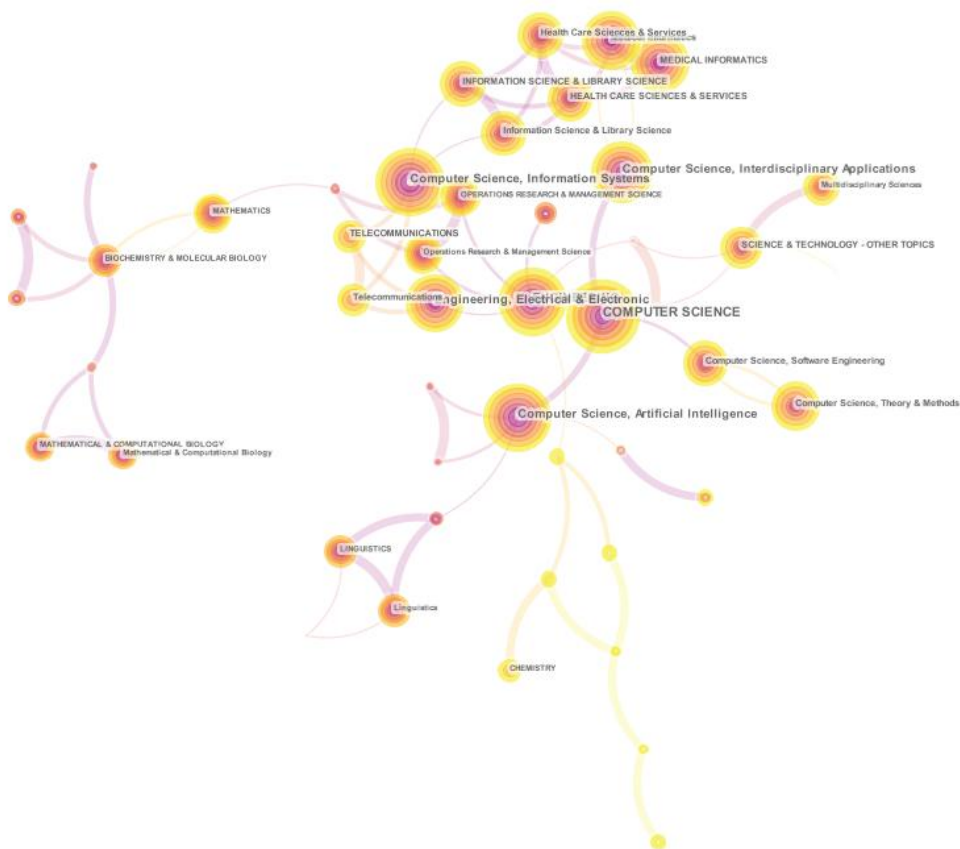 Health Care Sciences & Services
MEDICAL INFORMATICS
INFORMATION SCIENCE & LIBRARY SCIENCE
HEALTH CARE SCIENCES & SERVICES
Information Science & Library Science
Computer Science, Interdisciplinary Applications
Computer Science, Information Systems
Multidisciplinary Sciences
OPERATIONS RESEARCH & MANAGEMENT SCIENCE
MATHEMATICS
TELECOMMUNICATIONS
SCIENCE & TECHNOLOGY - OTHER TOPICS
Operations Research & Management Science
BIOCHEMISTRY & MOLECULAR BIOLOGY
Telecommunications
Engineering, Electrical & Electronic
COMPUTER SCIENCE
Computer Science, Software Engineering
Computer Science, Theory & Methods
Computer Science, Artificial Intelligence
MATHEMATICAL & COMPUTATIONAL BIOLOGY
Mathematical & Computational Biology
LINGUISTICS
Linguistics
CHEMISTRY